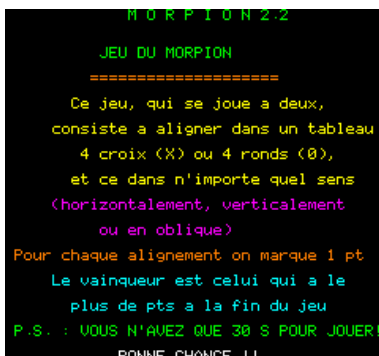 M O R P I O N 2.2
JEU DU MORPION
====================
Ce jeu, qui se joue a deux,
consiste a aligner dans un tableau
4 croix (X) ou 4 ronds (0),
et ce dans n'importe quel sens
(horizontalement, verticalement
ou en oblique)
Pour chaque alignement on marque 1 pt
Le vainqueur est celui qui a le
plus de pts a la fin du jeu
P.S. : VOUS N'AVEZ QUE 30 S POUR JOUER!
BONNE CHANCE !!